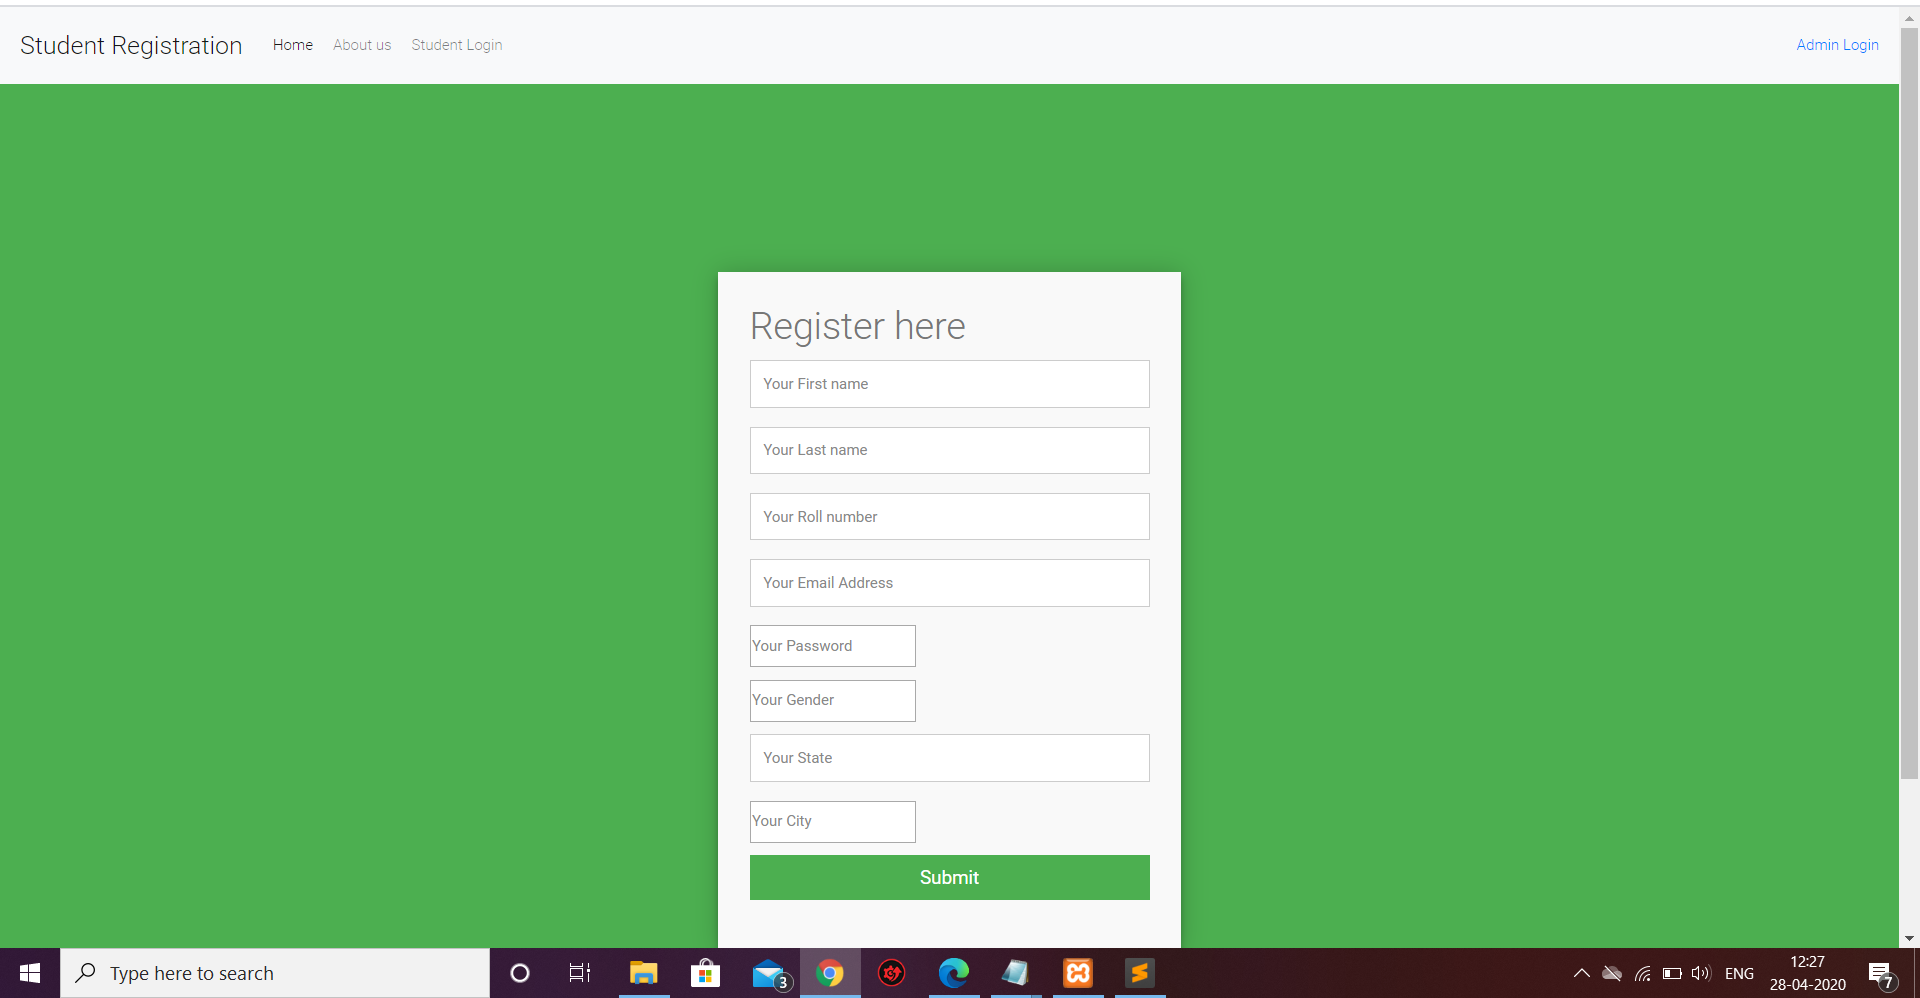 Student Registration Home About us Student Login Admin Login
Register here
Your First name
Your Last name
Your Roll number
Your Email Address
Your Password
Your Gender
Your State
Your City
Submit
Type here to search
3
ENG
12:27
28-04-2020
7